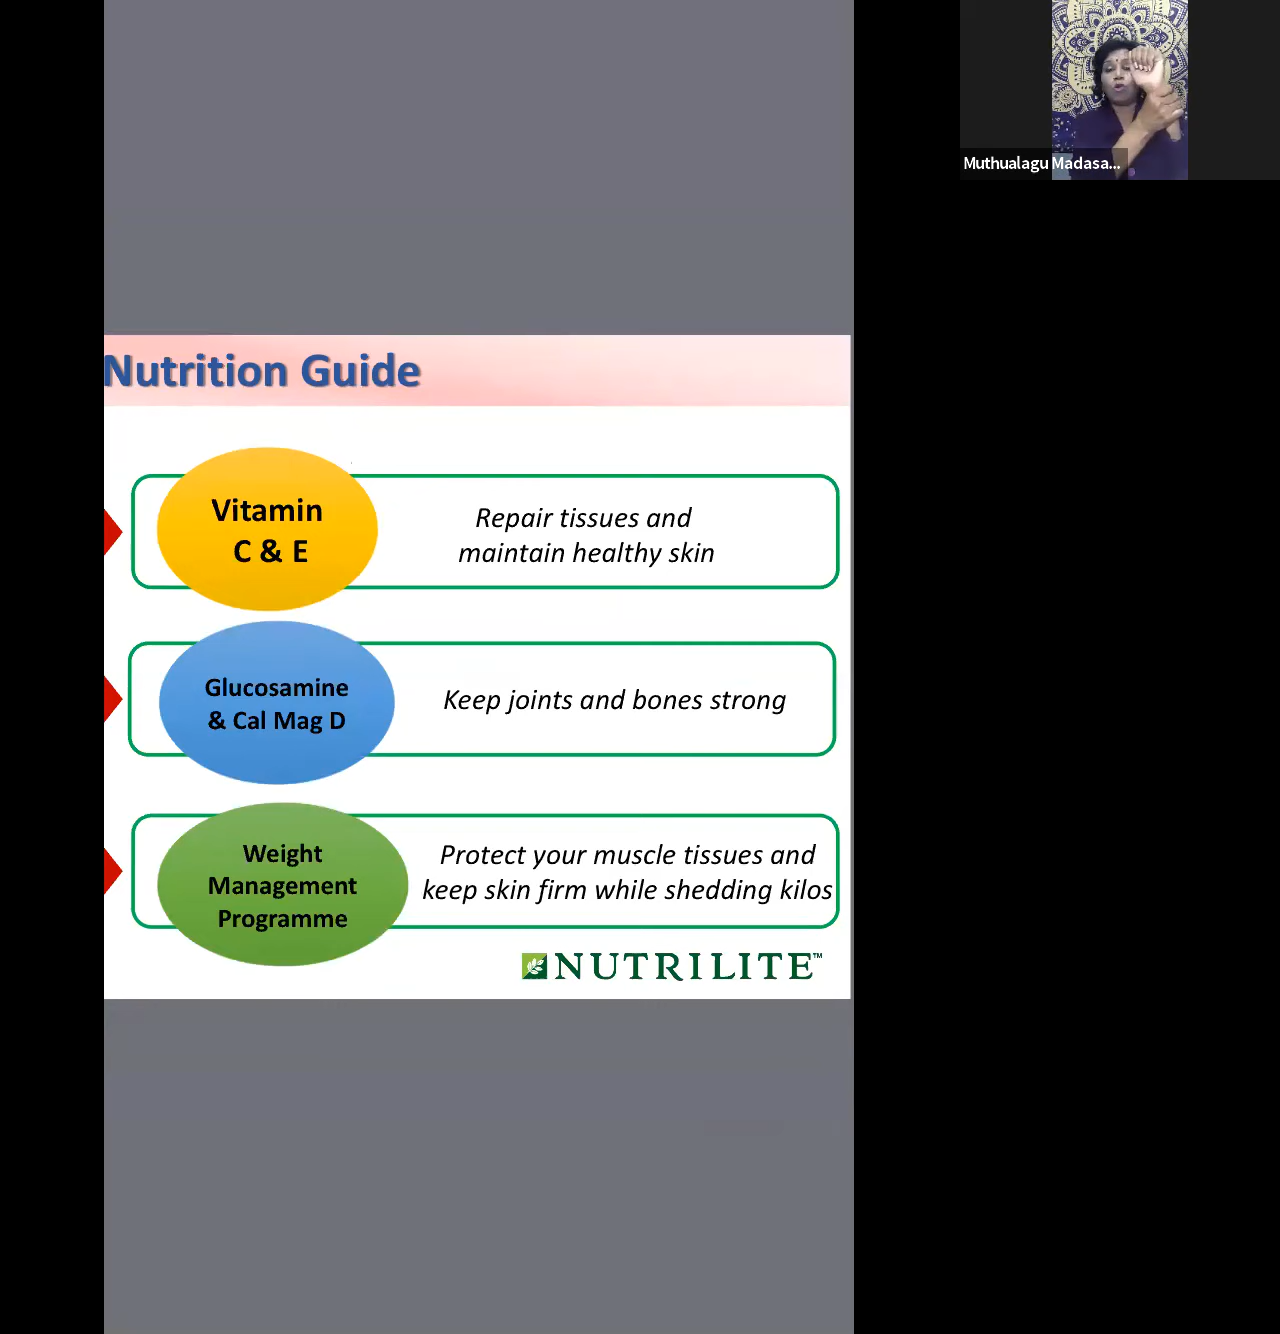 Muthualagu Madasa...
Nutrition Guide
Vitamin
C & E
Repair tissues and
maintain healthy skin
Glucosamine
& Cal Mag D
Keep joints and bones strong
Weight
Management
Programme
Protect your muscle tissues and
keep skin firm while shedding kilos
NUTRILITE™